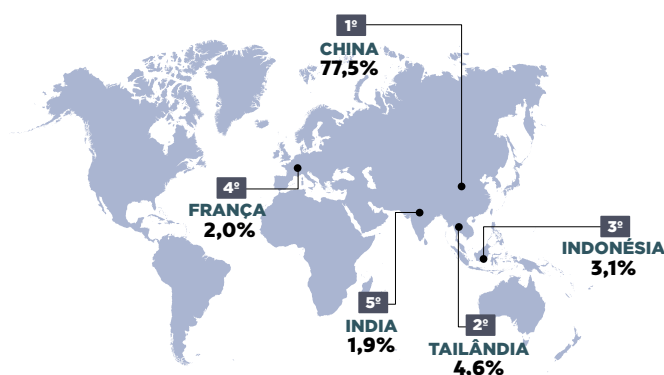 1º
CHINA
77,5%
4º
FRANÇA
2,0%
3º
INDONÉSIA
3,1%
5º
INDIA
1,9%
2º
TAILÂNDIA
4,6%